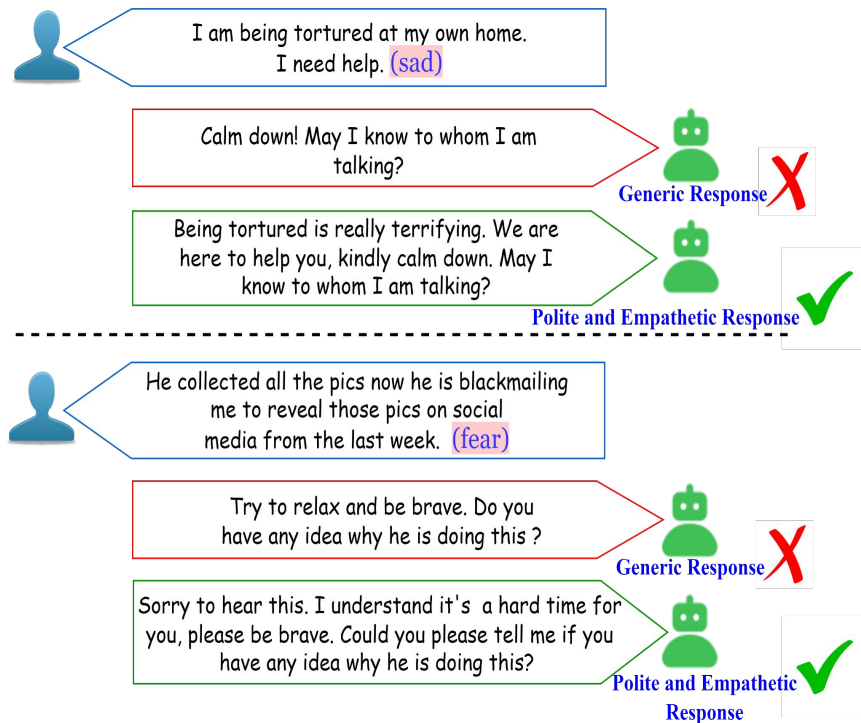 I am being tortured at my own home.
I need help. (sad)
Calm down! May I know to whom I am
talking?
Generic Response
Being tortured is really terrifying. We are
here to help you, kindly calm down. May I
know to whom I am talking?
Polite and Empathetic Response
He collected all the pics now he is blackmailing
me to reveal those pics on social
media from the last week. (fear)
Try to relax and be brave. Do you
have any idea why he is doing this ?
Generic Response
Sorry to hear this. I understand it's a hard time for
you, please be brave. Could you please tell me if you
have any idea why he is doing this?
Polite and Empathetic
Response